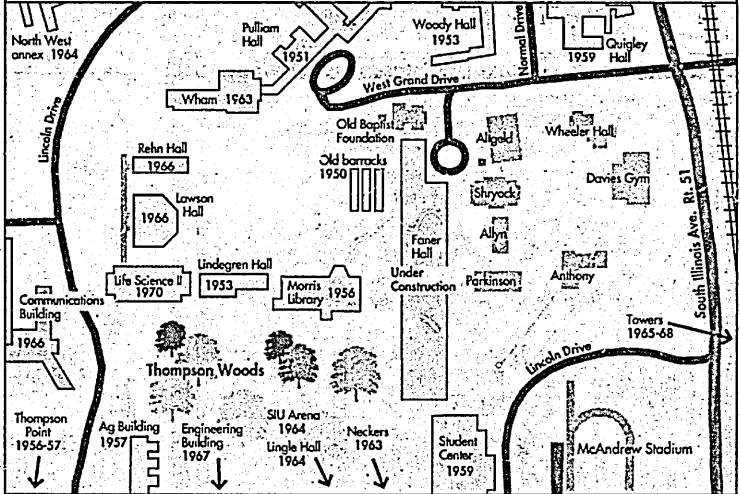 North West
annex 1964
Lincoln Drive
Pulliam
Hall
1951
Woody Hall
1953
Normal Drive
1959
Quigley
Hall
West Grand Drive
Wham 1963
Old Baptist
Foundation
Allgald
Wheeler Hall
Rehn Hall
1966
Old barracks
1950
Davies Gym
South Illinois Ave. Rt. 51
Shryock
Lawson
Hall
1966
Allyn
Faner
Hall
Under
Construction
Life Science II
1970
Lindegren Hall
1953
Morris
Library
1956
Parkinson
Anthony
Communications
Building
1966
Towers
1965-68
Thompson Woods
Lincoln Drive
Thompson
Point
1956-57
Ag Building
1957
Engineering
Building
1967
SIU Arena
1964
Lingle Hall
1964
Neckers
1963
Student
Center
1959
McAndrew Stadium